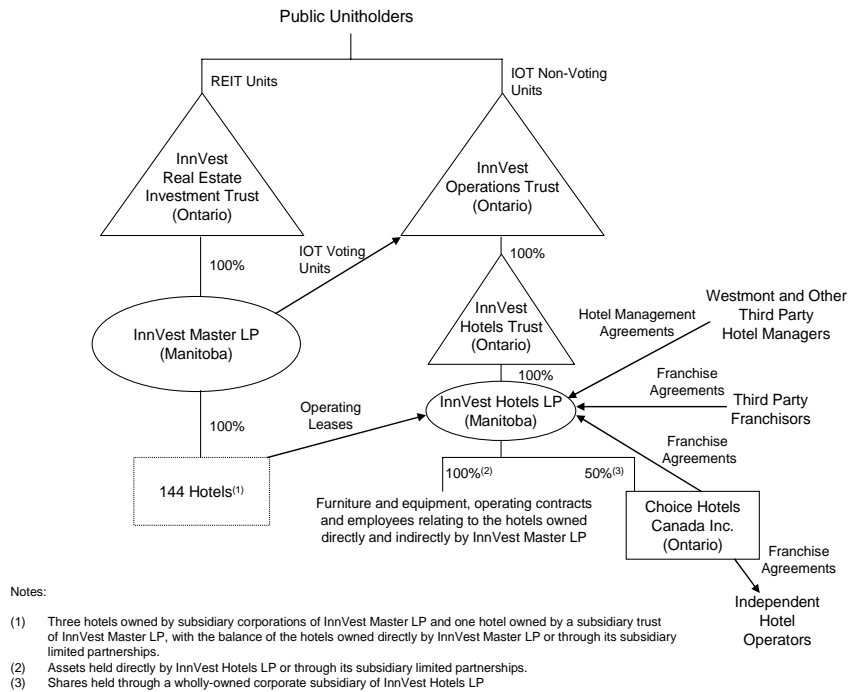 Public Unitholders
REIT Units
IOT Non-Voting
Units
InnVest
Real Estate
Investment Trust
(Ontario)
InnVest
Operations Trust
(Ontario)
100%
IOT Voting
Units
100%
InnVest Master LP
(Manitoba)
InnVest
Hotels Trust
(Ontario)
Hotel Management
Agreements
Westmont and Other
Third Party
Hotel Managers
100%
InnVest Hotels LP
(Manitoba)
Franchise
Agreements
Third Party
Franchisors
100%
Operating
Leases
Franchise
Agreements
144 Hotels(1)
100%(2)
50%(3)
Furniture and equipment, operating contracts
and employees relating to the hotels owned
directly and indirectly by InnVest Master LP
Choice Hotels
Canada Inc.
(Ontario)
Franchise
Agreements
Independent
Hotel
Operators
Notes:
(1) Three hotels owned by subsidiary corporations of InnVest Master LP and one hotel owned by a subsidiary trust
of InnVest Master LP, with the balance of the hotels owned directly by InnVest Master LP or through its subsidiary
limited partnerships.
(2) Assets held directly by InnVest Hotels LP or through its subsidiary limited partnerships.
(3) Shares held through a wholly-owned corporate subsidiary of InnVest Hotels LP